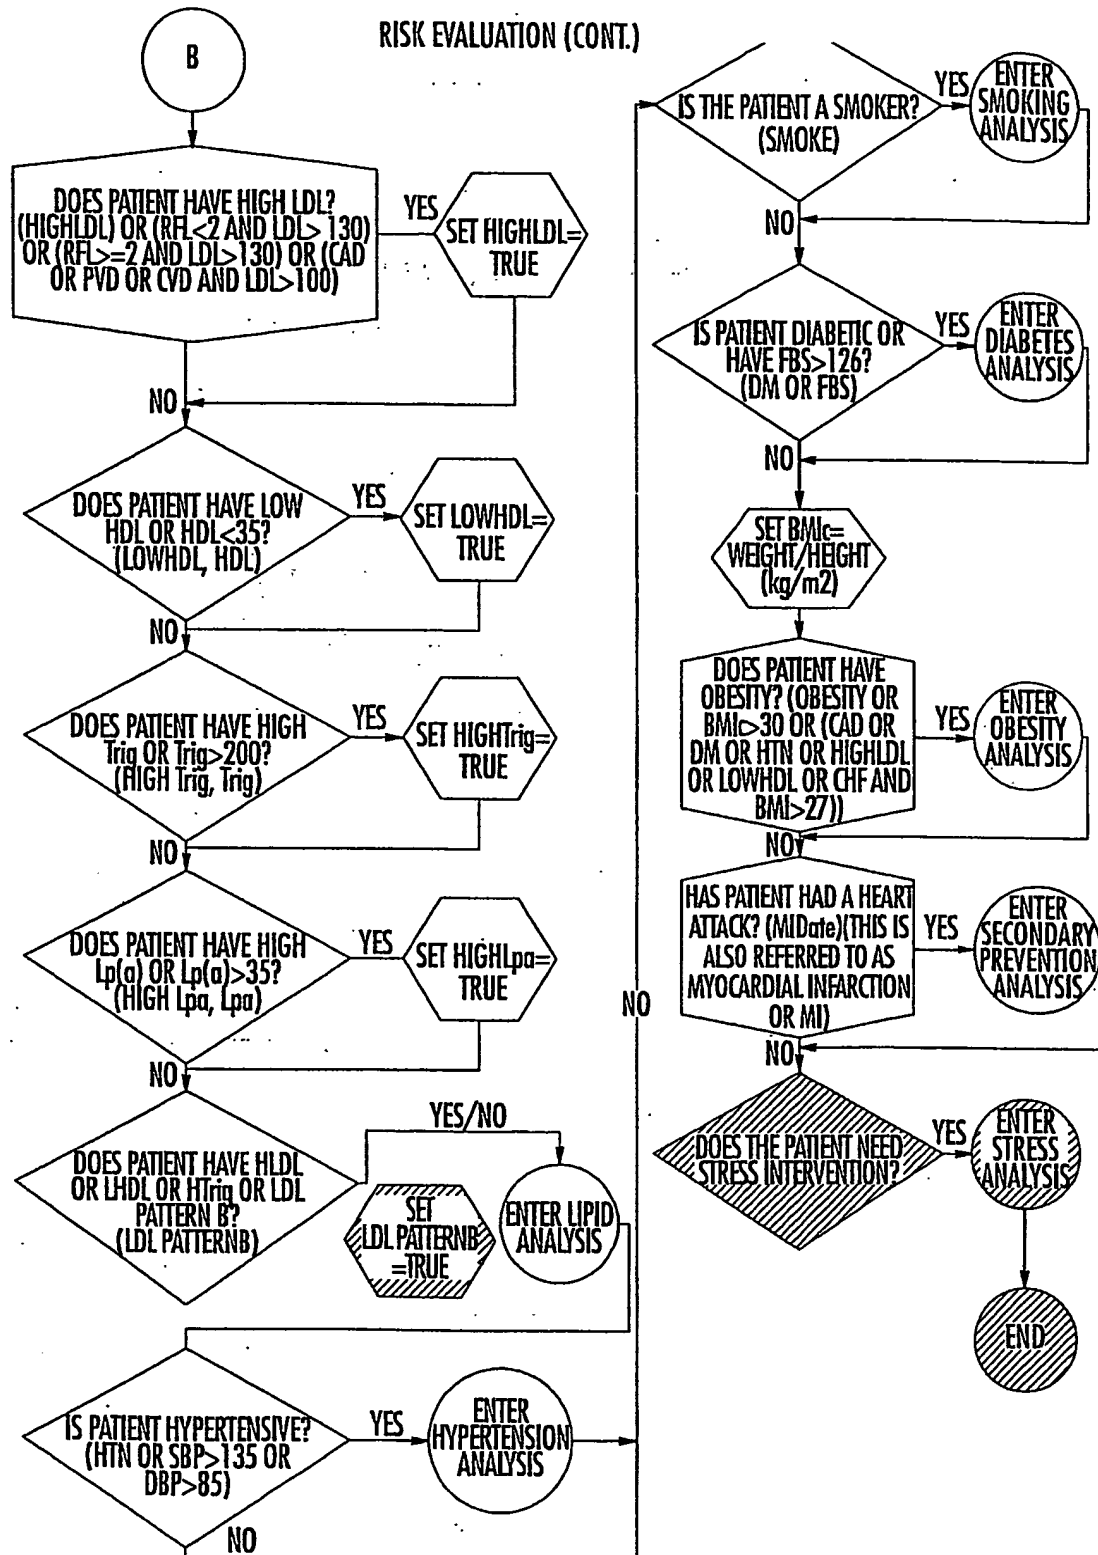 RISK EVALUATION (CONT.)
B
DOES PATIENT HAVE HIGH LDL?
(HIGHLDL) OR (RFL<2 AND LDL> 130)
OR (RFL>=2 AND LDL>130) OR (CAD
OR PVD OR CVD AND LDL>100)
YES
SET HIGHLDL=
TRUE
NO
DOES PATIENT HAVE LOW
HDL OR HDL<35?
(LOWHDL, HDL)
YES
SET LOWHDL=
TRUE
NO
DOES PATIENT HAVE HIGH
Trig OR Trig>200?
(HIGH Trig, Trig)
YES
SET HIGHTrig=
TRUE
NO
DOES PATIENT HAVE HIGH
Lp(a) OR Lp(a)>35?
(HIGH Lpa, Lpa)
YES
SET HIGHLpa=
TRUE
NO
DOES PATIENT HAVE HLDL
OR LHDL OR HTrig OR LDL
PATTERN B?
(LDL PATTERNB)
YES/NO
SET
LDL PATTERNB
=TRUE
ENTER LIPID
ANALYSIS
IS PATIENT HYPERTENSIVE?
(HTN OR SBP>135 OR
DBP>85)
YES
ENTER
HYPERTENSION
ANALYSIS
NO
NO
IS THE PATIENT A SMOKER?
(SMOKE)
YES
ENTER
SMOKING
ANALYSIS
NO
IS PATIENT DIABETIC OR
HAVE FBS>126?
(DM OR FBS)
YES
ENTER
DIABETES
ANALYSIS
NO
SET BMIc=
WEIGHT/HEIGHT
(kg/m2)
DOES PATIENT HAVE
OBESITY? (OBESITY OR
BMIc>30 OR (CAD OR
DM OR HTN OR HIGHLDL
OR LOWHDL OR CHF AND
BMI>27))
YES
ENTER
OBESITY
ANALYSIS
NO
HAS PATIENT HAD A HEART
ATTACK? (MIDate)(THIS IS
ALSO REFERRED TO AS
MYOCARDIAL INFARCTION
OR MI)
YES
ENTER
SECONDARY
PREVENTION
ANALYSIS
NO
DOES THE PATIENT NEED
STRESS INTERVENTION?
YES
ENTER
STRESS
ANALYSIS
END